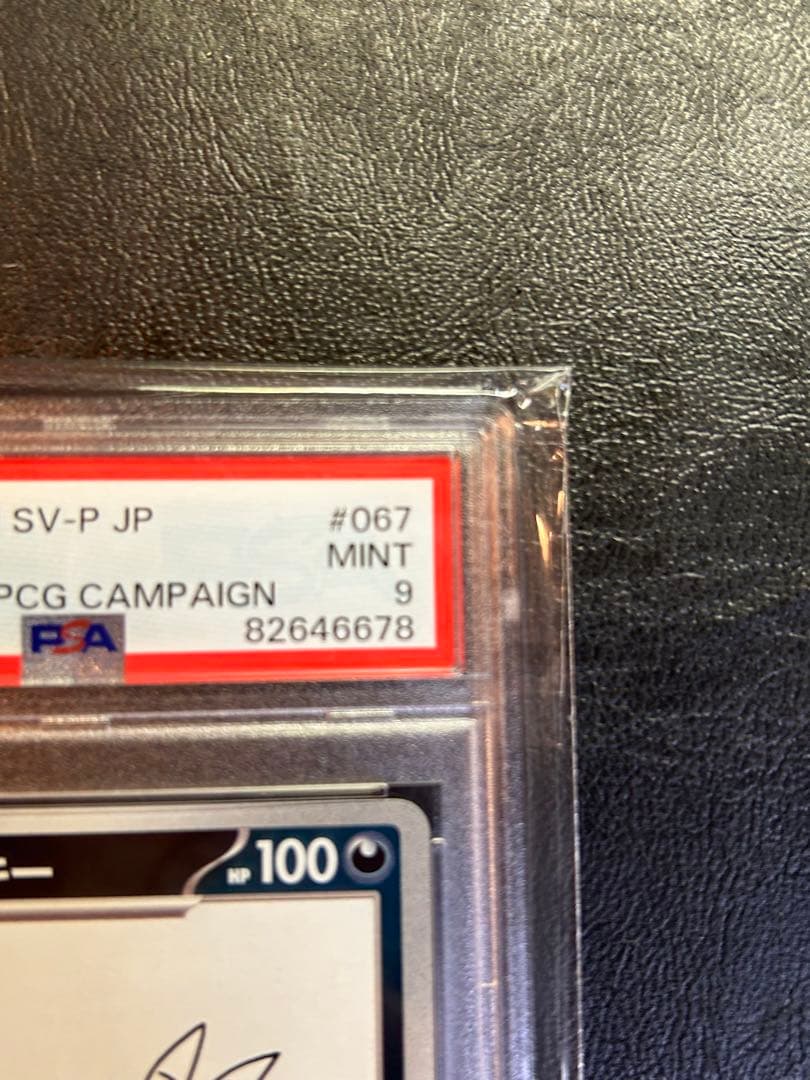 SV-P JP #067
MINT
PCG CAMPAIGN 9
PSA 82646678
HP 100